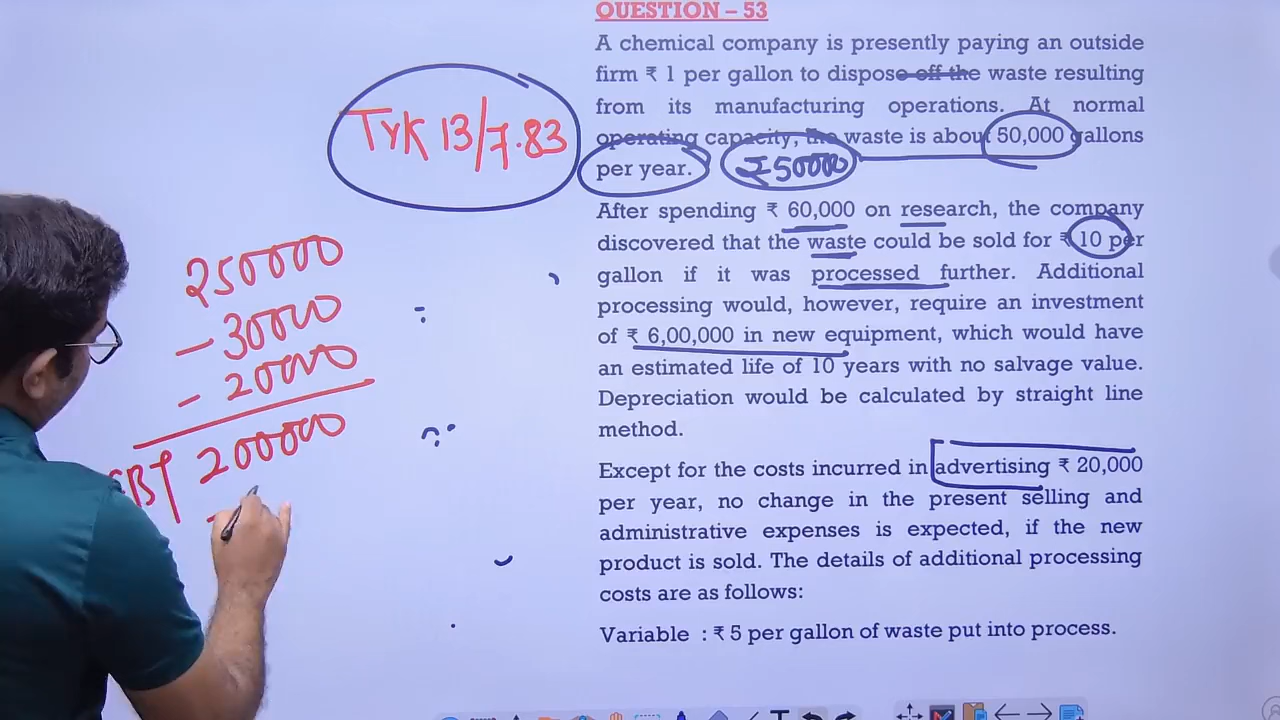 QUESTION – 53
A chemical company is presently paying an outside
firm ₹ 1 per gallon to dispose off the waste resulting
from its manufacturing operations. At normal
operating capacity, the waste is about 50,000 gallons
per year. ₹50000
After spending ₹ 60,000 on research, the company
discovered that the waste could be sold for ₹ 10 per
gallon if it was processed further. Additional
processing would, however, require an investment
of ₹ 6,00,000 in new equipment, which would have
an estimated life of 10 years with no salvage value.
Depreciation would be calculated by straight line
method.
Except for the costs incurred in advertising ₹ 20,000
per year, no change in the present selling and
administrative expenses is expected, if the new
product is sold. The details of additional processing
costs are as follows:
Variable : ₹ 5 per gallon of waste put into process.
TYK 13/7.83
250000
- 30000
- 20000
200000